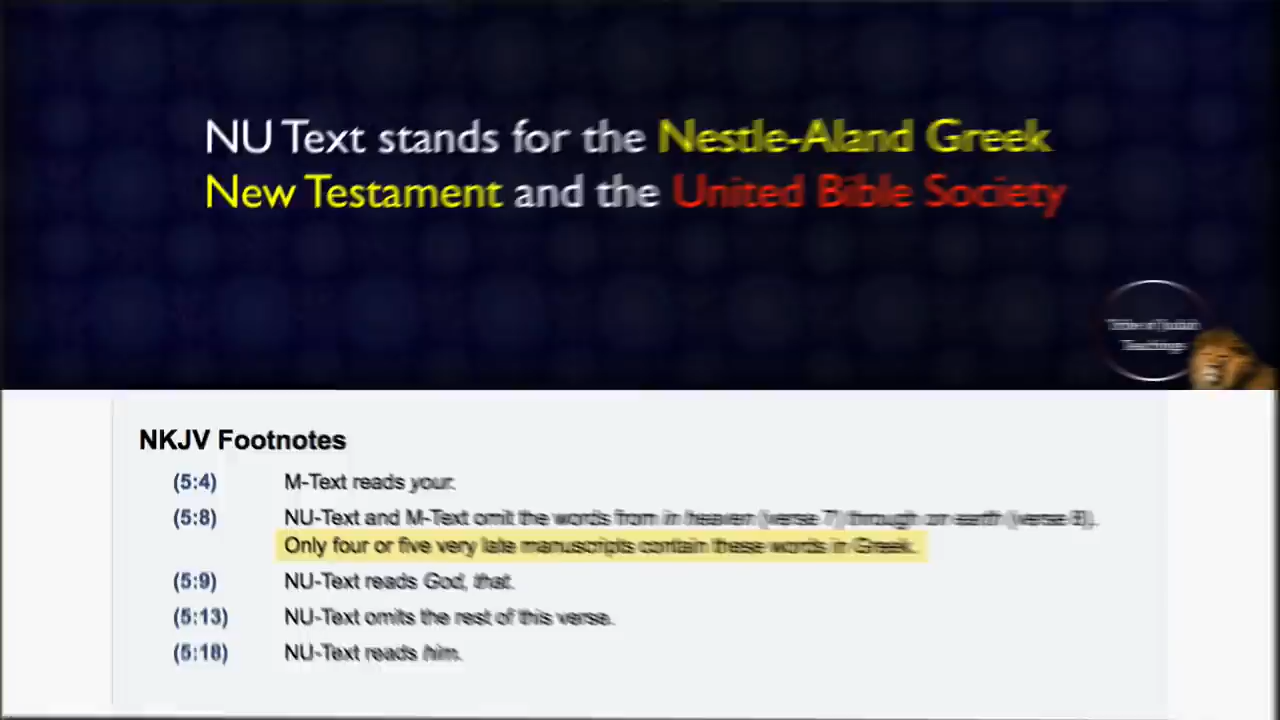 NU Text stands for the Nestle-Aland Greek
New Testament and the United Bible Society
Tribe of Judah
Teachings
NKJV Footnotes
(5:4) M-Text reads your.
(5:8) NU-Text and M-Text omit the words from in heaven (verse 7) through on earth (verse 8).
Only four or five very late manuscripts contain these words in Greek.
(5:9) NU-Text reads God, that.
(5:13) NU-Text omits the rest of this verse.
(5:18) NU-Text reads him.